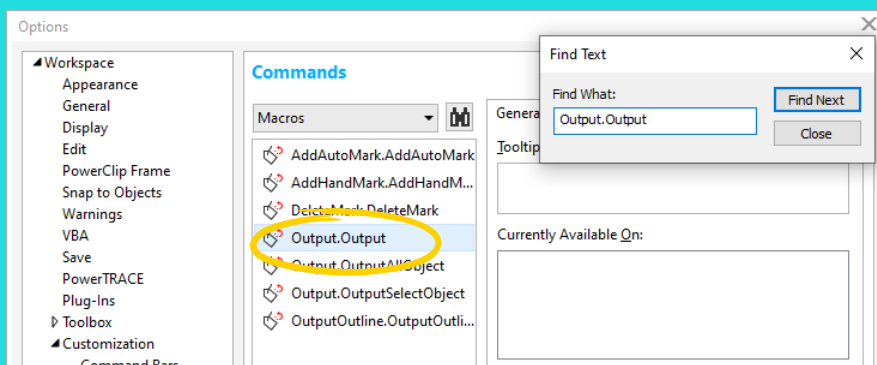 Options
Workspace
Appearance
General
Display
Edit
PowerClip Frame
Snap to Objects
Warnings
VBA
Save
PowerTRACE
Plug-Ins
Toolbox
Customization
Command Bars
Commands
Macros
AddAutoMark.AddAutoMark
AddHandMark.AddHandM...
DeleteMark.DeleteMark
Output.Output
Output.OutputAllObject
Output.OutputSelectObject
OutputOutline.OutputOutli...
Genera
Tooltip
Currently Available On:
Find Text
Find What:
Output.Output
Find Next
Close